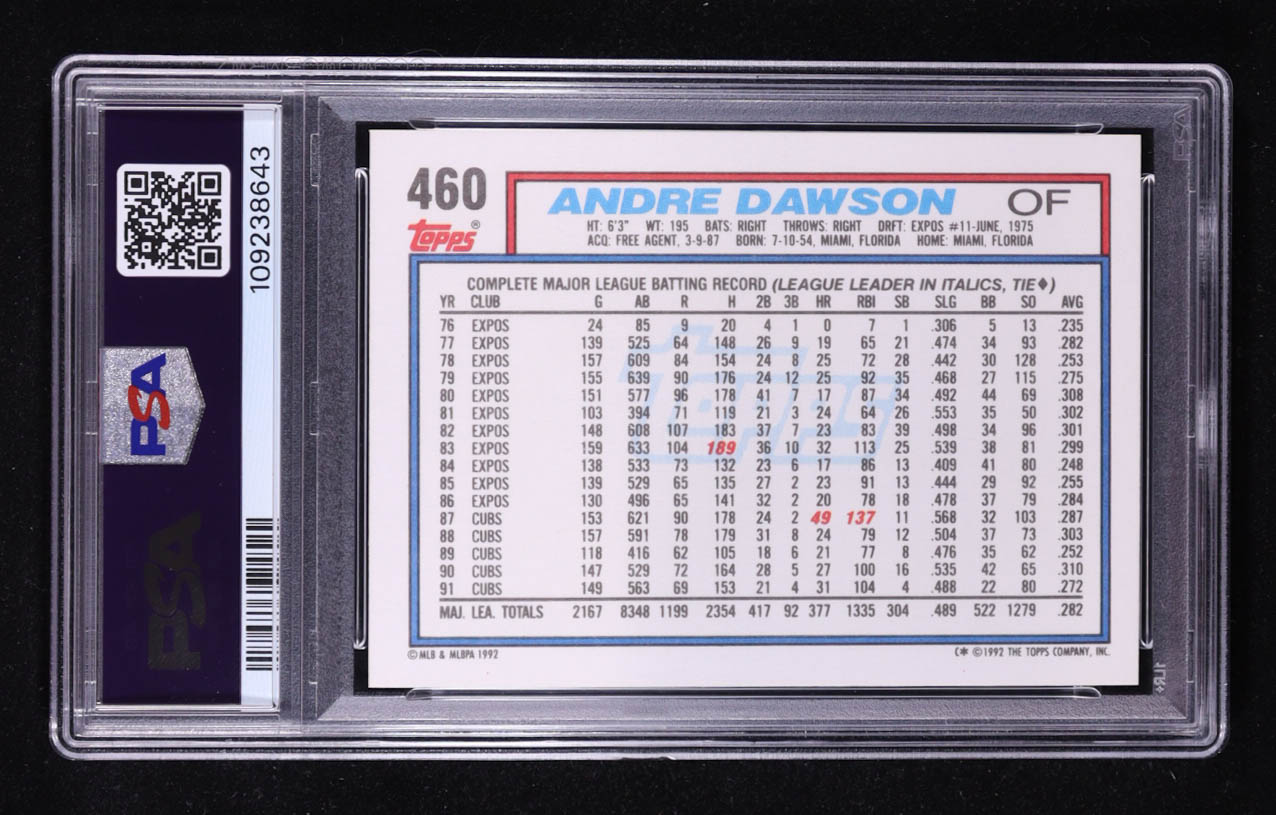 109238643
PSA
PSA
460
Topps®
ANDRE DAWSON OF
HT: 6'3" WT: 195 BATS: RIGHT THROWS: RIGHT DRFT: EXPOS #11-JUNE, 1975
ACQ: FREE AGENT, 3-9-87 BORN: 7-10-54, MIAMI, FLORIDA HOME: MIAMI, FLORIDA
COMPLETE MAJOR LEAGUE BATTING RECORD (LEAGUE LEADER IN ITALICS, TIE♦)
YR CLUB G AB R H 2B 3B HR RBI SB SLG BB SO AVG
76 EXPOS 24 85 9 20 4 1 0 7 1 .306 5 13 .235
77 EXPOS 139 525 64 148 26 9 19 65 21 .474 34 93 .282
78 EXPOS 157 609 84 154 24 8 25 72 28 .442 30 128 .253
79 EXPOS 155 639 90 176 24 12 25 92 35 .468 27 115 .275
80 EXPOS 151 577 96 178 41 7 17 87 34 .492 44 69 .308
81 EXPOS 103 394 71 119 21 3 24 64 26 .553 35 50 .302
82 EXPOS 148 608 107 183 37 7 23 83 39 .498 34 96 .301
83 EXPOS 159 633 104 189 36 10 32 113 25 .539 38 81 .299
84 EXPOS 138 533 73 132 23 6 17 86 13 .409 41 80 .248
85 EXPOS 139 529 65 135 27 2 23 91 13 .444 29 92 .255
86 EXPOS 130 496 65 141 32 2 20 78 18 .478 37 79 .284
87 CUBS 153 621 90 178 24 2 49 137 11 .568 32 103 .287
88 CUBS 157 591 78 179 31 8 24 79 12 .504 37 73 .303
89 CUBS 118 416 62 105 18 6 21 77 8 .476 35 62 .252
90 CUBS 147 529 72 164 28 5 27 100 16 .535 42 65 .310
91 CUBS 149 563 69 153 21 4 31 104 4 .488 22 80 .272
MAJ. LEA. TOTALS 2167 8348 1199 2354 417 92 377 1335 304 .489 522 1279 .282
Topps
© MLB & MLBPA 1992
C* ©1992 THE TOPPS COMPANY, INC.
PSA